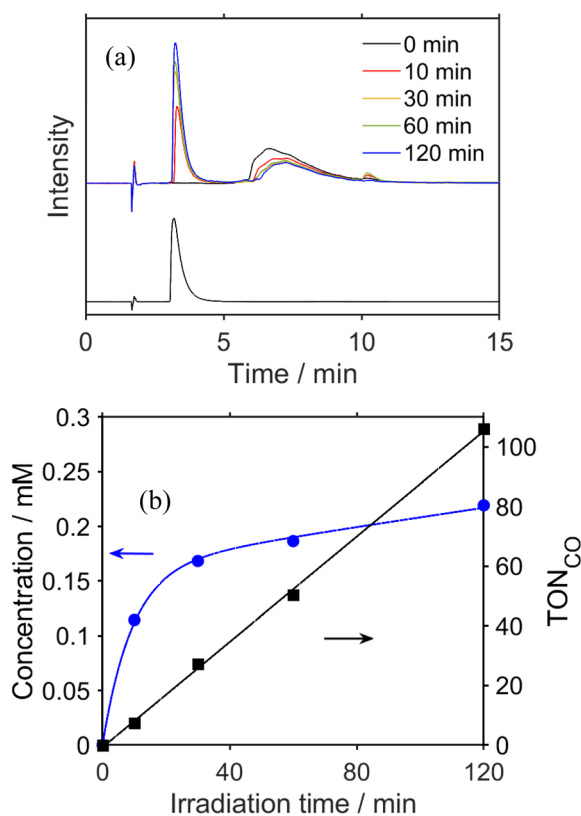 (a)
0 min
10 min
30 min
60 min
120 min
Intensity
0 5 10 15
Time / min
(b)
0.3
0.25
0.2
0.15
0.1
0.05
0
Concentration / mM
100
80
60
40
20
0
TON_CO
0 40 80 120
Irradiation time / min